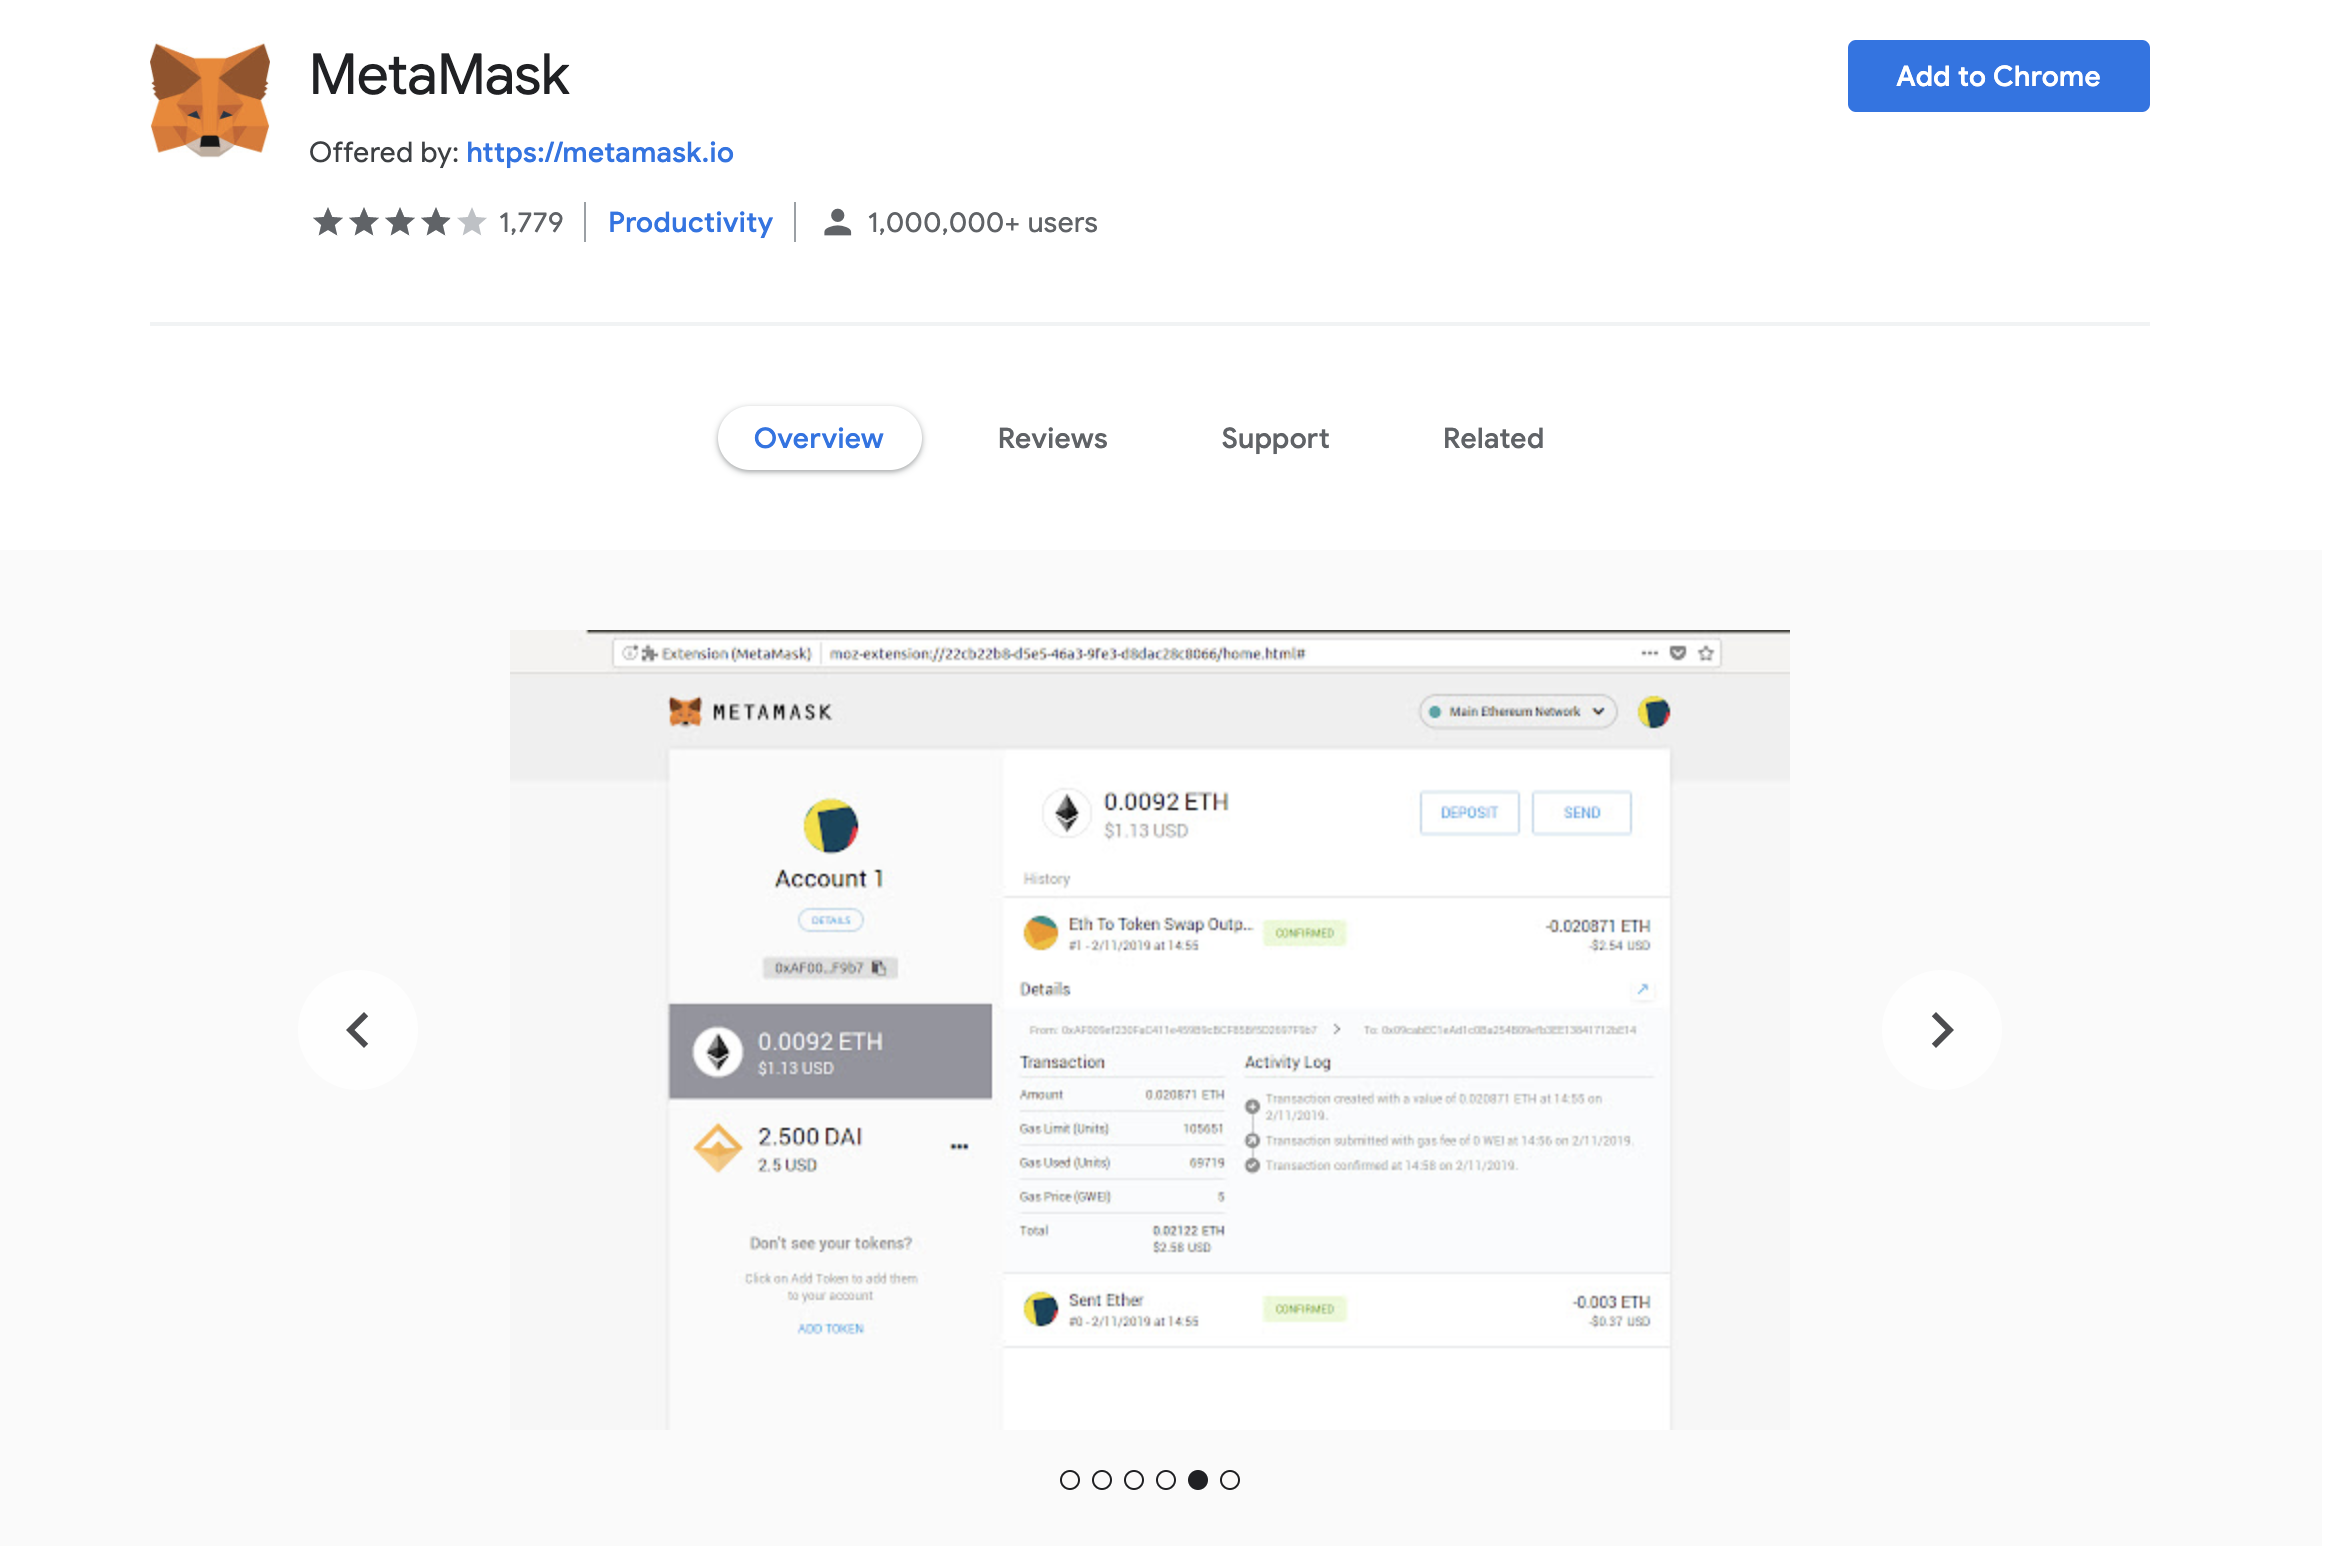 MetaMask
Add to Chrome
Offered by: https://metamask.io
1,779
Productivity
1,000,000+ users
Overview
Reviews
Support
Related
Extension (MetaMask)
moz-extension://22cb22b8-d5e5-46a3-9fe3-d8dac28c8066/home.html#
METAMASK
Main Ethereum Network
Account 1
DETAILS
0xAF00...F9b7
0.0092 ETH
$1.13 USD
2.500 DAI
2.5 USD
Don't see your tokens?
Click on Add Token to add them
to your account
ADD TOKEN
0.0092 ETH
$1.13 USD
DEPOSIT
SEND
History
Eth To Token Swap Outp...
#1 - 2/11/2019 at 14:55
CONFIRMED
-0.020871 ETH
-$2.54 USD
Details
From:
To:
Transaction
Amount 0.020871 ETH
Gas Limit (Units) 105651
Gas Used (Units) 69719
Gas Price (GWEI) 5
Total 0.02122 ETH
$2.58 USD
Activity Log
Transaction created with a value of 0.020871 ETH at 14:55 on
2/11/2019.
Transaction submitted with gas fee of 0 WEI at 14:56 on 2/11/2019.
Transaction confirmed at 14:58 on 2/11/2019.
Sent Ether
#0 - 2/11/2019 at 14:55
CONFIRMED
-0.003 ETH
-$0.37 USD